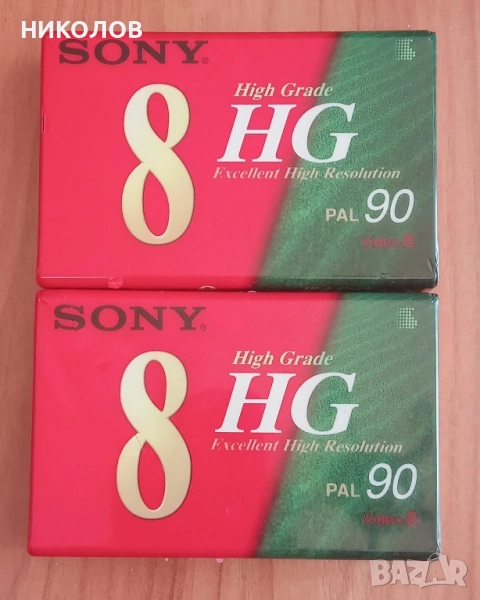 НИКОЛОВ
SONY®
8
High Grade
HG
Excellent High Resolution
PAL 90
Video 8
SONY®
8
High Grade
HG
Excellent High Resolution
PAL 90
Video 8
BAZAR